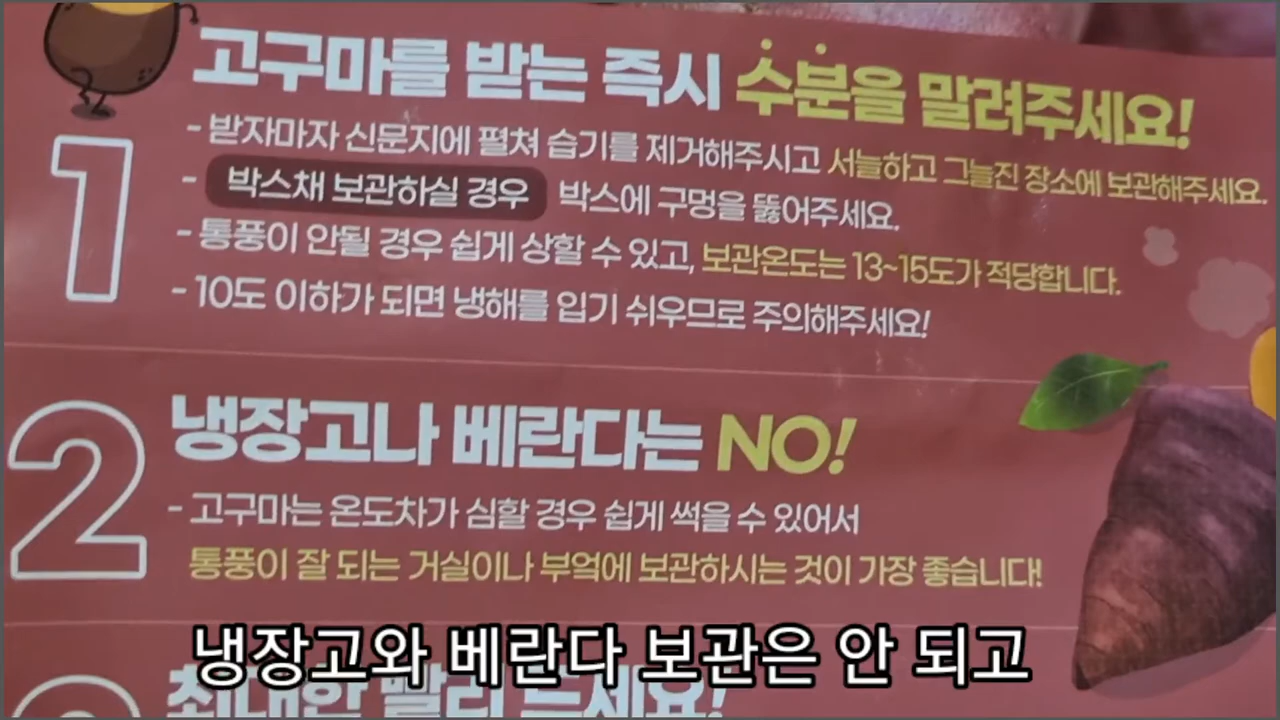 고구마를 받는 즉시 수분을 말려주세요!
1
- 받자마자 신문지에 펼쳐 습기를 제거해주시고 서늘하고 그늘진 장소에 보관해주세요.
- 박스채 보관하실 경우 박스에 구멍을 뚫어주세요.
- 통풍이 안될 경우 쉽게 상할 수 있고, 보관온도는 13~15도가 적당합니다.
- 10도 이하가 되면 냉해를 입기 쉬우므로 주의해주세요!
2
냉장고나 베란다는 NO!
- 고구마는 온도차가 심할 경우 쉽게 썩을 수 있어서
통풍이 잘 되는 거실이나 부엌에 보관하시는 것이 가장 좋습니다!
냉장고와 베란다 보관은 안 되고
최대한 빨리 드세요!